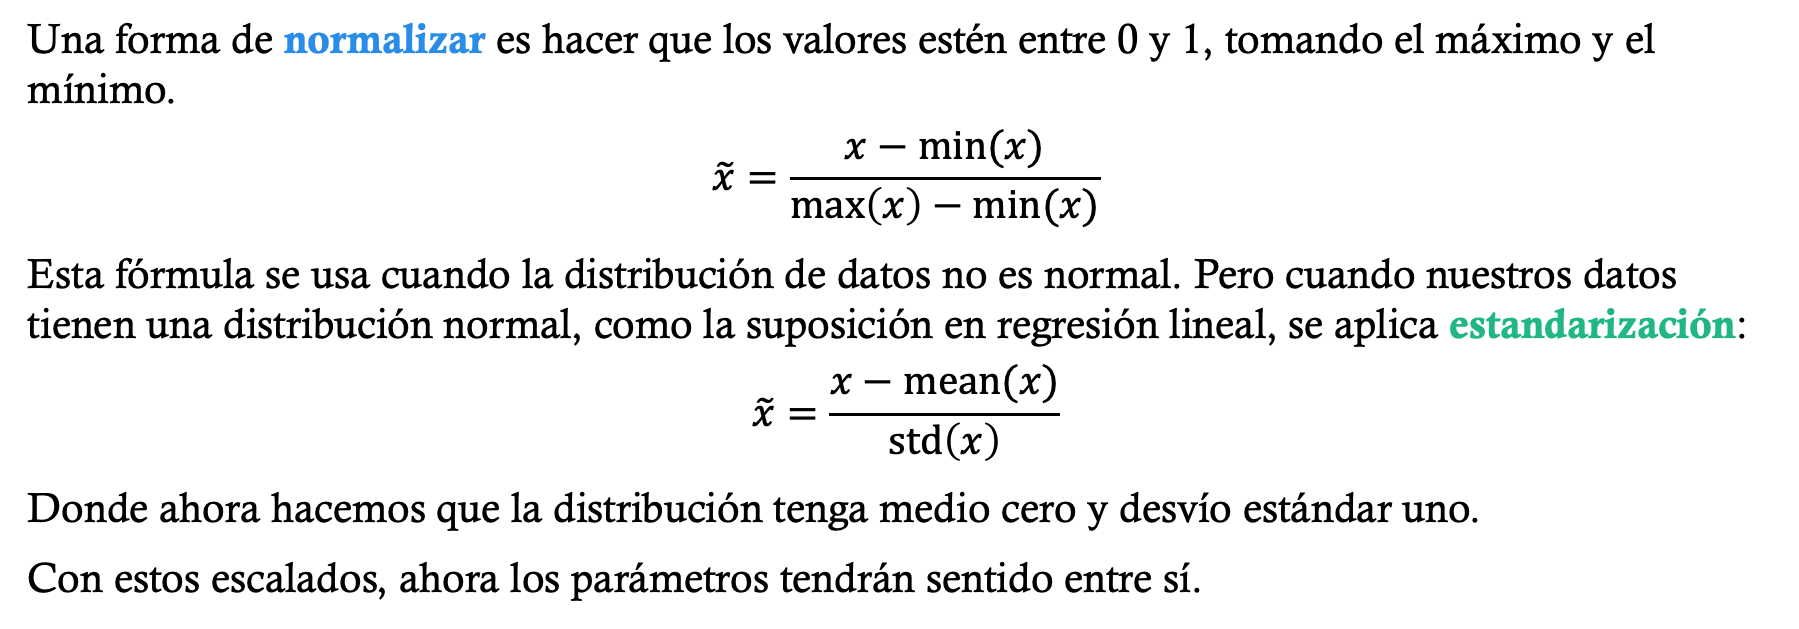 Una forma de normalizar es hacer que los valores estén entre 0 y 1, tomando el máximo y el
mínimo.
x̃ = (x − min(x)) / (max(x) − min(x))
Esta fórmula se usa cuando la distribución de datos no es normal. Pero cuando nuestros datos
tienen una distribución normal, como la suposición en regresión lineal, se aplica estandarización:
x̃ = (x − mean(x)) / std(x)
Donde ahora hacemos que la distribución tenga medio cero y desvío estándar uno.
Con estos escalados, ahora los parámetros tendrán sentido entre sí.